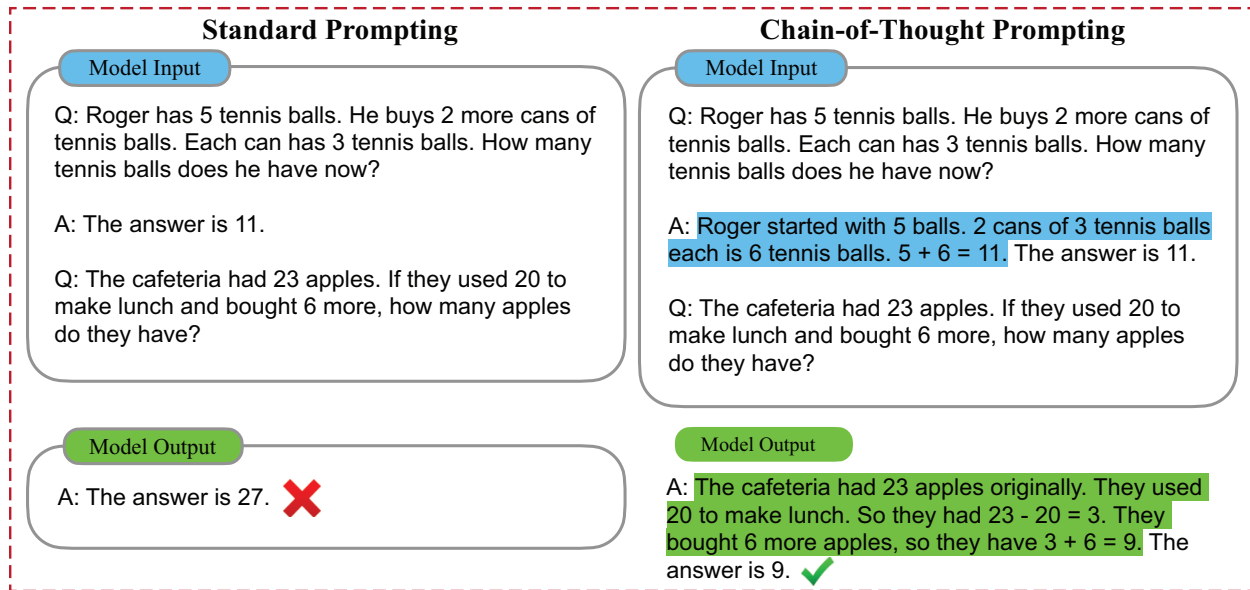 Standard Prompting
Model Input
Q: Roger has 5 tennis balls. He buys 2 more cans of
tennis balls. Each can has 3 tennis balls. How many
tennis balls does he have now?
A: The answer is 11.
Q: The cafeteria had 23 apples. If they used 20 to
make lunch and bought 6 more, how many apples
do they have?
Model Output
A: The answer is 27.
Chain-of-Thought Prompting
Model Input
Q: Roger has 5 tennis balls. He buys 2 more cans of
tennis balls. Each can has 3 tennis balls. How many
tennis balls does he have now?
A: Roger started with 5 balls. 2 cans of 3 tennis balls
each is 6 tennis balls. 5 + 6 = 11. The answer is 11.
Q: The cafeteria had 23 apples. If they used 20 to
make lunch and bought 6 more, how many apples
do they have?
Model Output
A: The cafeteria had 23 apples originally. They used
20 to make lunch. So they had 23 - 20 = 3. They
bought 6 more apples, so they have 3 + 6 = 9. The
answer is 9.